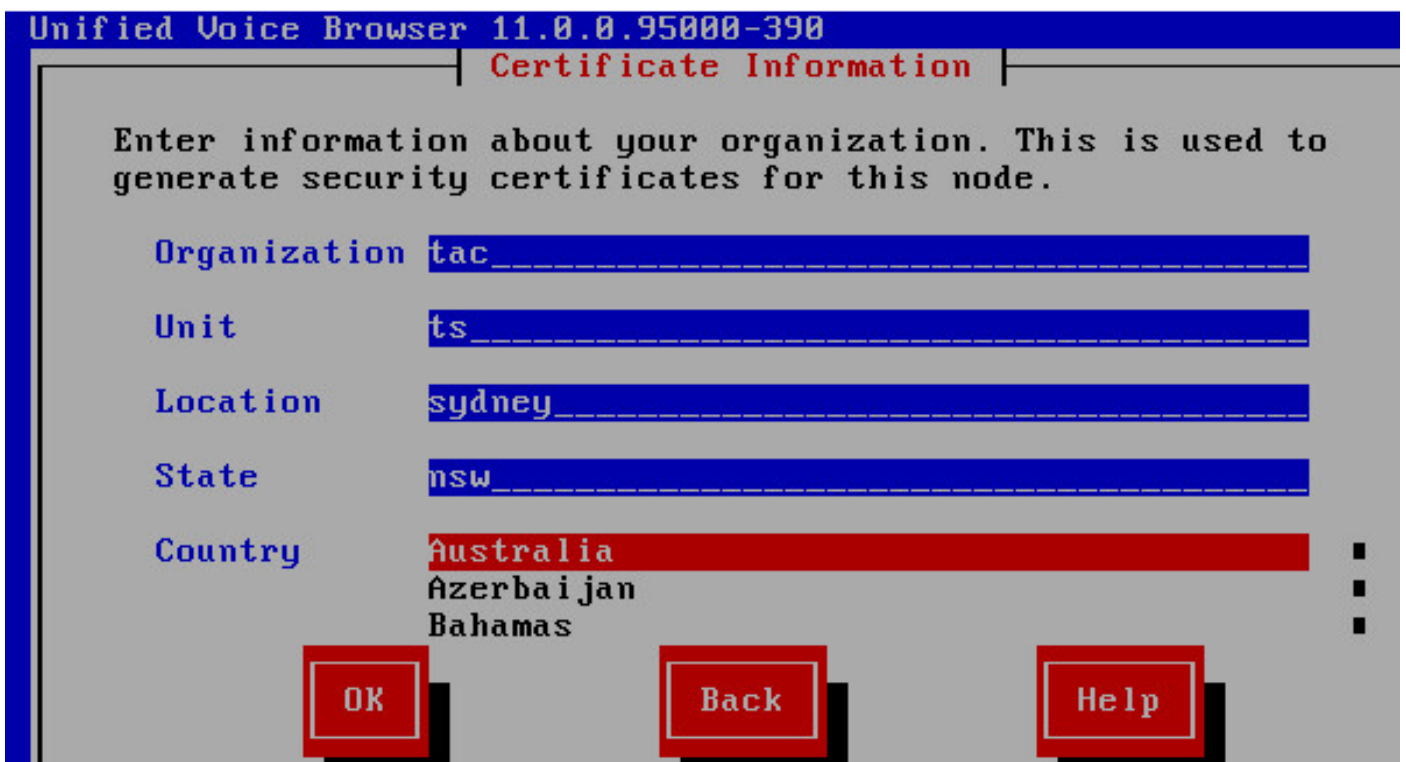 Unified Voice Browser 11.0.0.95000-390
Certificate Information
Enter information about your organization. This is used to
generate security certificates for this node.
Organization tac
Unit ts
Location sydney
State nsw
Country Australia
Azerbaijan
Bahamas
OK Back Help